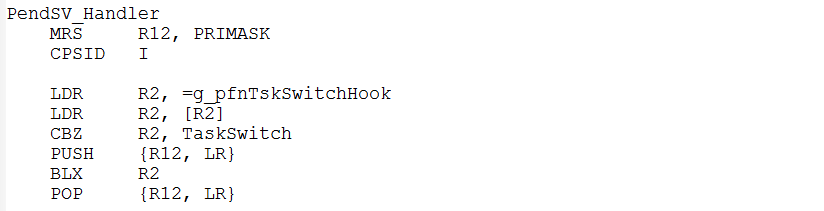 PendSV_Handler
    MRS     R12, PRIMASK
    CPSID   I
    LDR     R2, =g_pfnTskSwitchHook
    LDR     R2, [R2]
    CBZ     R2, TaskSwitch
    PUSH    {R12, LR}
    BLX     R2
    POP     {R12, LR}